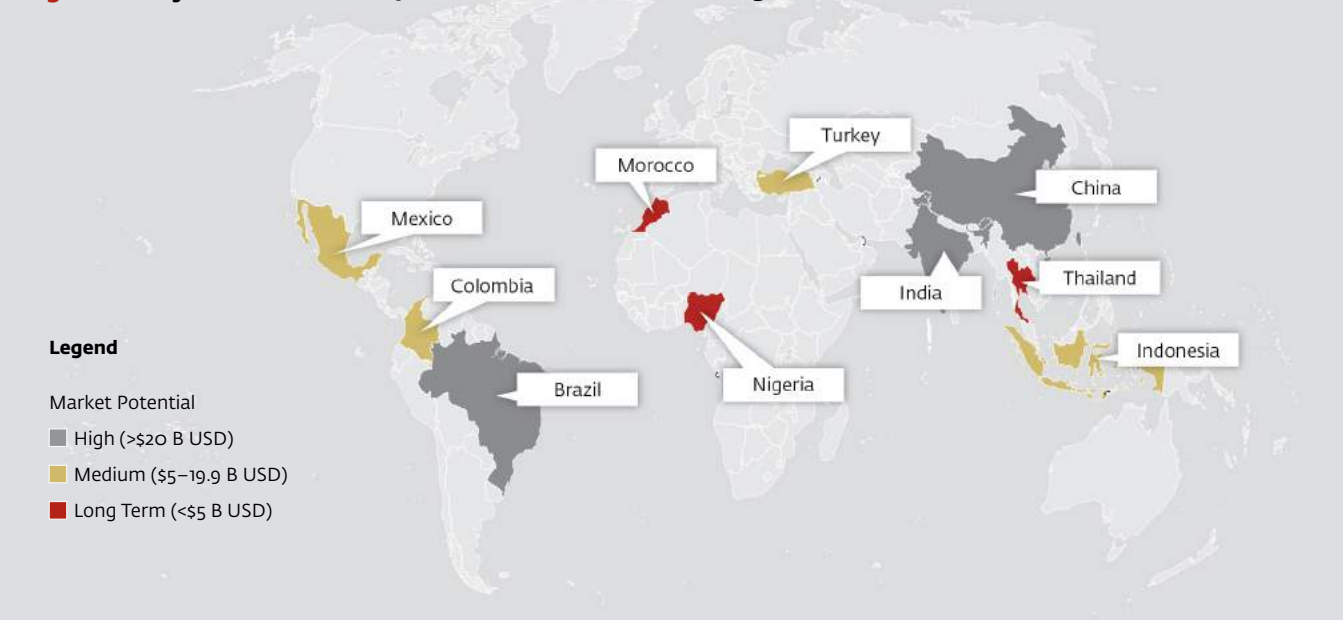 Turkey
Morocco
China
Mexico
Thailand
Colombia
India
Indonesia
Legend
Nigeria
Brazil
Market Potential
High (>$20 B USD)
Medium ($5–19.9 B USD)
Long Term (<$5 B USD)